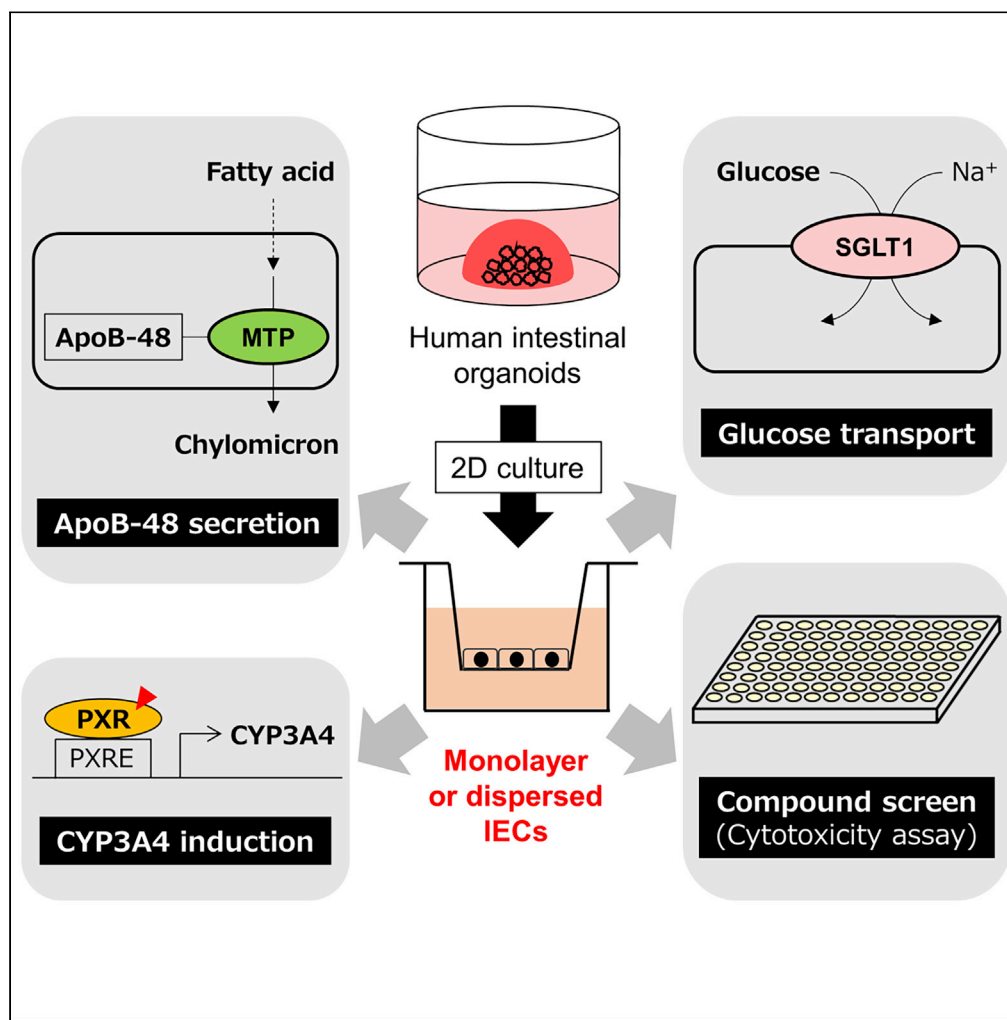 Fatty acid
ApoB-48
MTP
Chylomicron
ApoB-48 secretion
Human intestinal
organoids
2D culture
Glucose
Na⁺
SGLT1
Glucose transport
PXR
PXRE
CYP3A4
CYP3A4 induction
Monolayer
or dispersed
IECs
Compound screen
(Cytotoxicity assay)